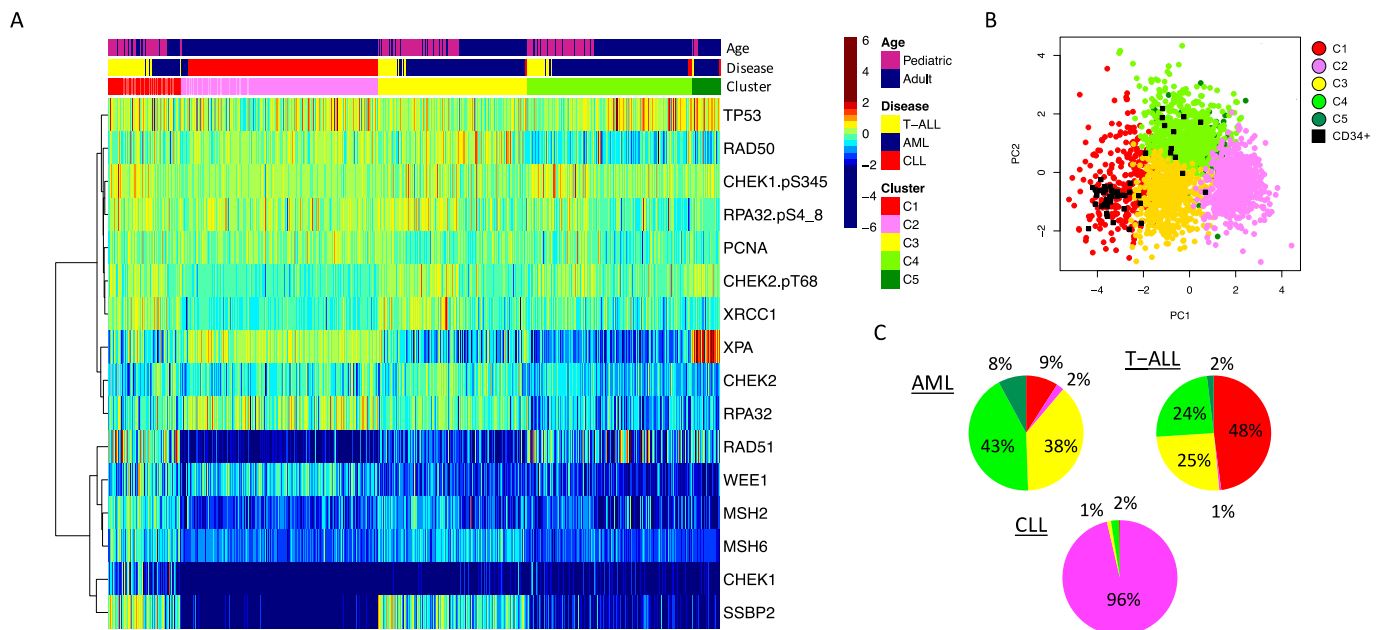 A
Age
Disease
Cluster
TP53
RAD50
CHEK1.pS345
RPA32.pS4_8
PCNA
CHEK2.pT68
XRCC1
XPA
CHEK2
RPA32
RAD51
WEE1
MSH2
MSH6
CHEK1
SSBP2
6
4
2
0
−2
−4
−6
Age
Pediatric
Adult
Disease
T−ALL
AML
CLL
Cluster
C1
C2
C3
C4
C5
B
PC2
4
2
0
−2
−4 −2 0 2 4
PC1
C1
C2
C3
C4
C5
CD34+
C
AML
8%
9%
2%
43%
38%
T−ALL
2%
24%
48%
25%
1%
CLL
1%
2%
96%